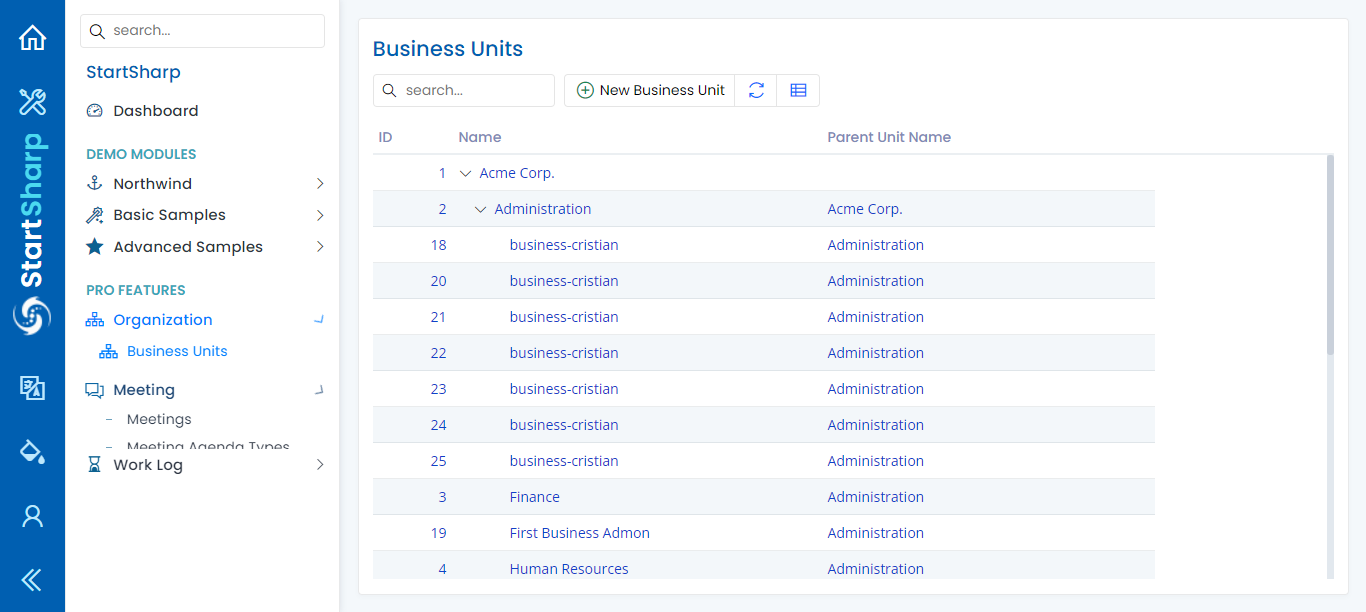 StartSharp
search...
StartSharp
Dashboard
DEMO MODULES
Northwind
Basic Samples
Advanced Samples
PRO FEATURES
Organization
Business Units
Meeting
Meetings
Meeting Agenda Types
Work Log
Business Units
search...
New Business Unit
ID Name Parent Unit Name
1 Acme Corp.
2 Administration Acme Corp.
18 business-cristian Administration
20 business-cristian Administration
21 business-cristian Administration
22 business-cristian Administration
23 business-cristian Administration
24 business-cristian Administration
25 business-cristian Administration
3 Finance Administration
19 First Business Admon Administration
4 Human Resources Administration